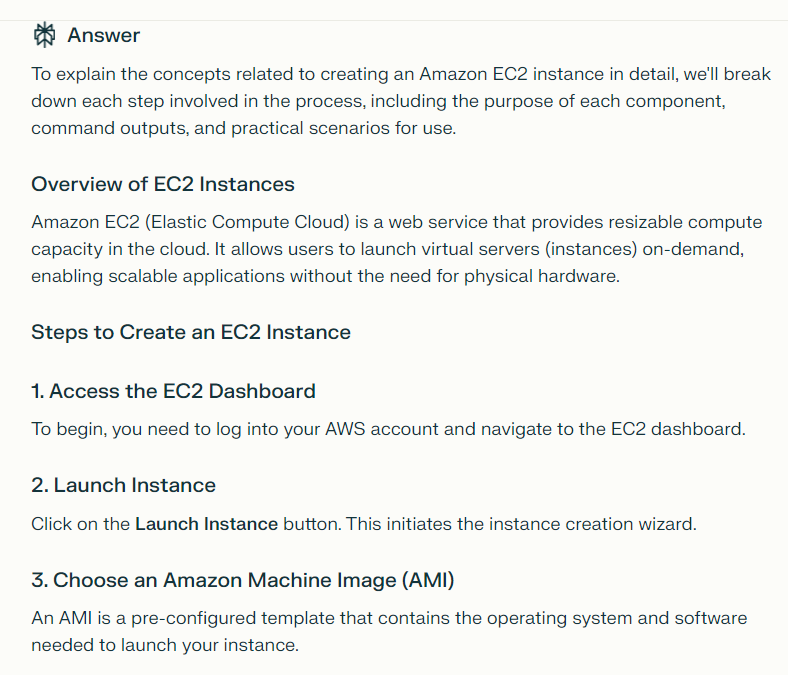 Answer
To explain the concepts related to creating an Amazon EC2 instance in detail, we'll break
down each step involved in the process, including the purpose of each component,
command outputs, and practical scenarios for use.
Overview of EC2 Instances
Amazon EC2 (Elastic Compute Cloud) is a web service that provides resizable compute
capacity in the cloud. It allows users to launch virtual servers (instances) on-demand,
enabling scalable applications without the need for physical hardware.
Steps to Create an EC2 Instance
1. Access the EC2 Dashboard
To begin, you need to log into your AWS account and navigate to the EC2 dashboard.
2. Launch Instance
Click on the Launch Instance button. This initiates the instance creation wizard.
3. Choose an Amazon Machine Image (AMI)
An AMI is a pre-configured template that contains the operating system and software
needed to launch your instance.